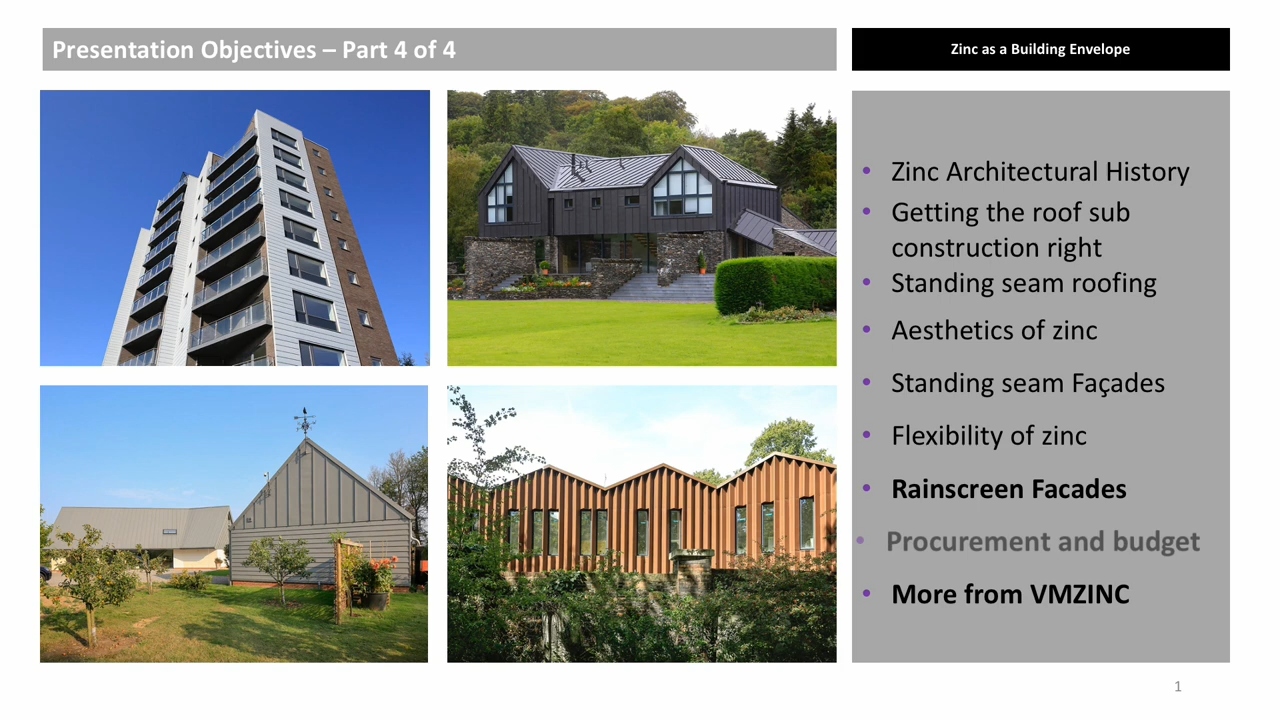 Presentation Objectives – Part 4 of 4
Zinc as a Building Envelope
• Zinc Architectural History
• Getting the roof sub
construction right
• Standing seam roofing
• Aesthetics of zinc
• Standing seam Façades
• Flexibility of zinc
• Rainscreen Facades
• Procurement and budget
• More from VMZINC
1